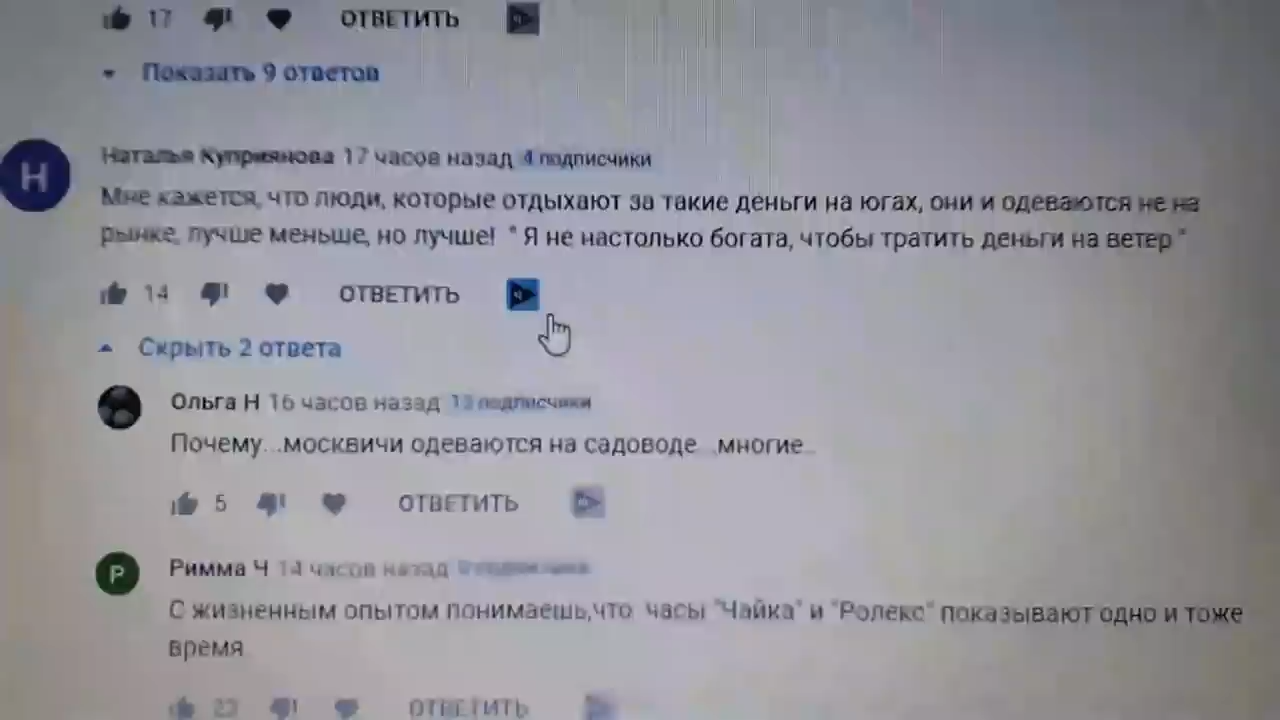 17 ОТВЕТИТЬ
Показать 9 ответов
Н
Наталья Куприянова 17 часов назад 4 подписчики
Мне кажется, что люди, которые отдыхают за такие деньги на югах, они и одеваются не на
рынке, лучше меньше, но лучше! " Я не настолько богата, чтобы тратить деньги на ветер "
14 ОТВЕТИТЬ
Скрыть 2 ответа
Ольга Н 16 часов назад 13 подписчики
Почему...москвичи одеваются на садоводе...многие..
5 ОТВЕТИТЬ
Р
Римма Ч 14 часов назад
С жизненным опытом понимаешь,что часы "Чайка" и "Ролекс" показывают одно и тоже
время
ОТВЕТИТЬ